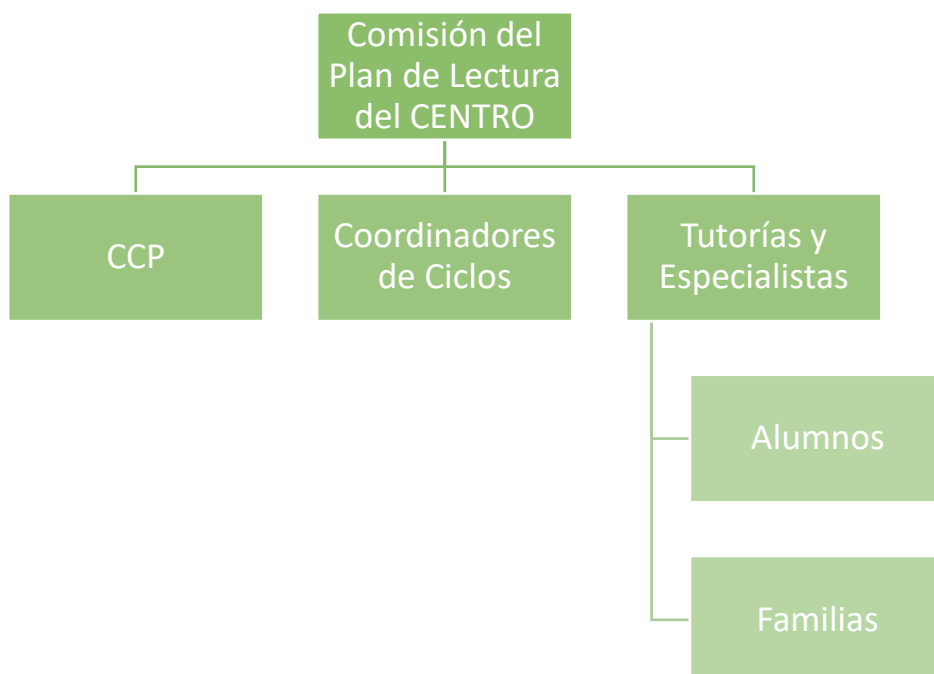 Comisión del
Plan de Lectura
del CENTRO
CCP
Coordinadores
de Ciclos
Tutorías y
Especialistas
Alumnos
Familias